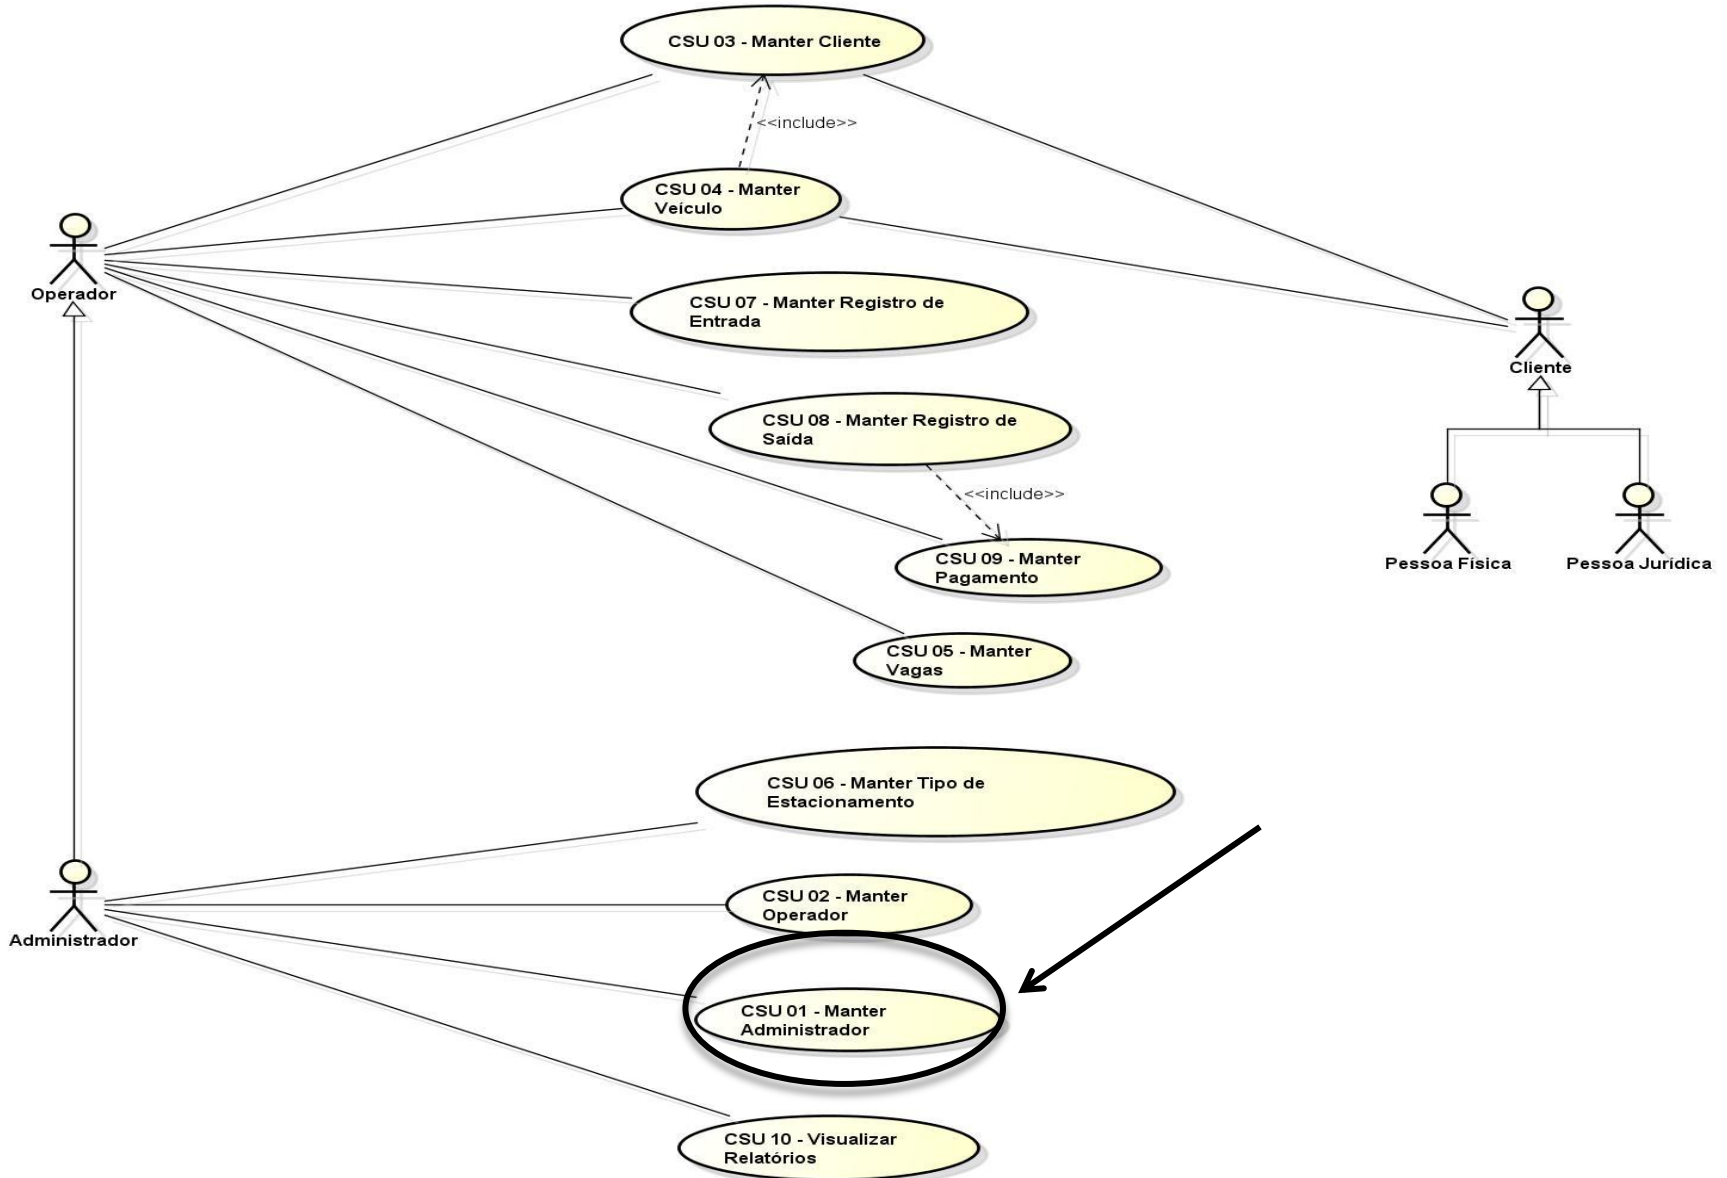 CSU 03 - Manter Cliente
<<include>>
CSU 04 - Manter
Veículo
Operador
CSU 07 - Manter Registro de
Entrada
Cliente
CSU 08 - Manter Registro de
Saída
<<include>>
CSU 09 - Manter
Pagamento
Pessoa Física
Pessoa Jurídica
CSU 05 - Manter
Vagas
CSU 06 - Manter Tipo de
Estacionamento
CSU 02 - Manter
Operador
Administrador
CSU 01 - Manter
Administrador
CSU 10 - Visualizar
Relatórios